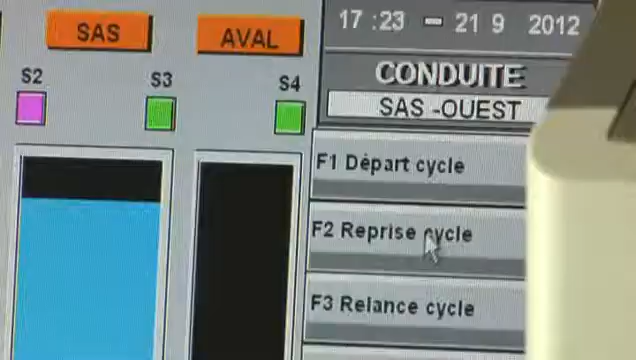 SAS
AVAL
17 :23 - 21 9 2012
S2
S3
S4
CONDUITE
SAS -OUEST
F1 Départ cycle
F2 Reprise cycle
F3 Relance cycle